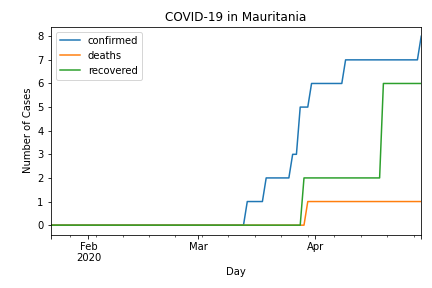 COVID-19 in Mauritania
confirmed
deaths
recovered
8
7
6
5
4
3
2
1
0
Number of Cases
Feb
2020
Mar
Apr
Day